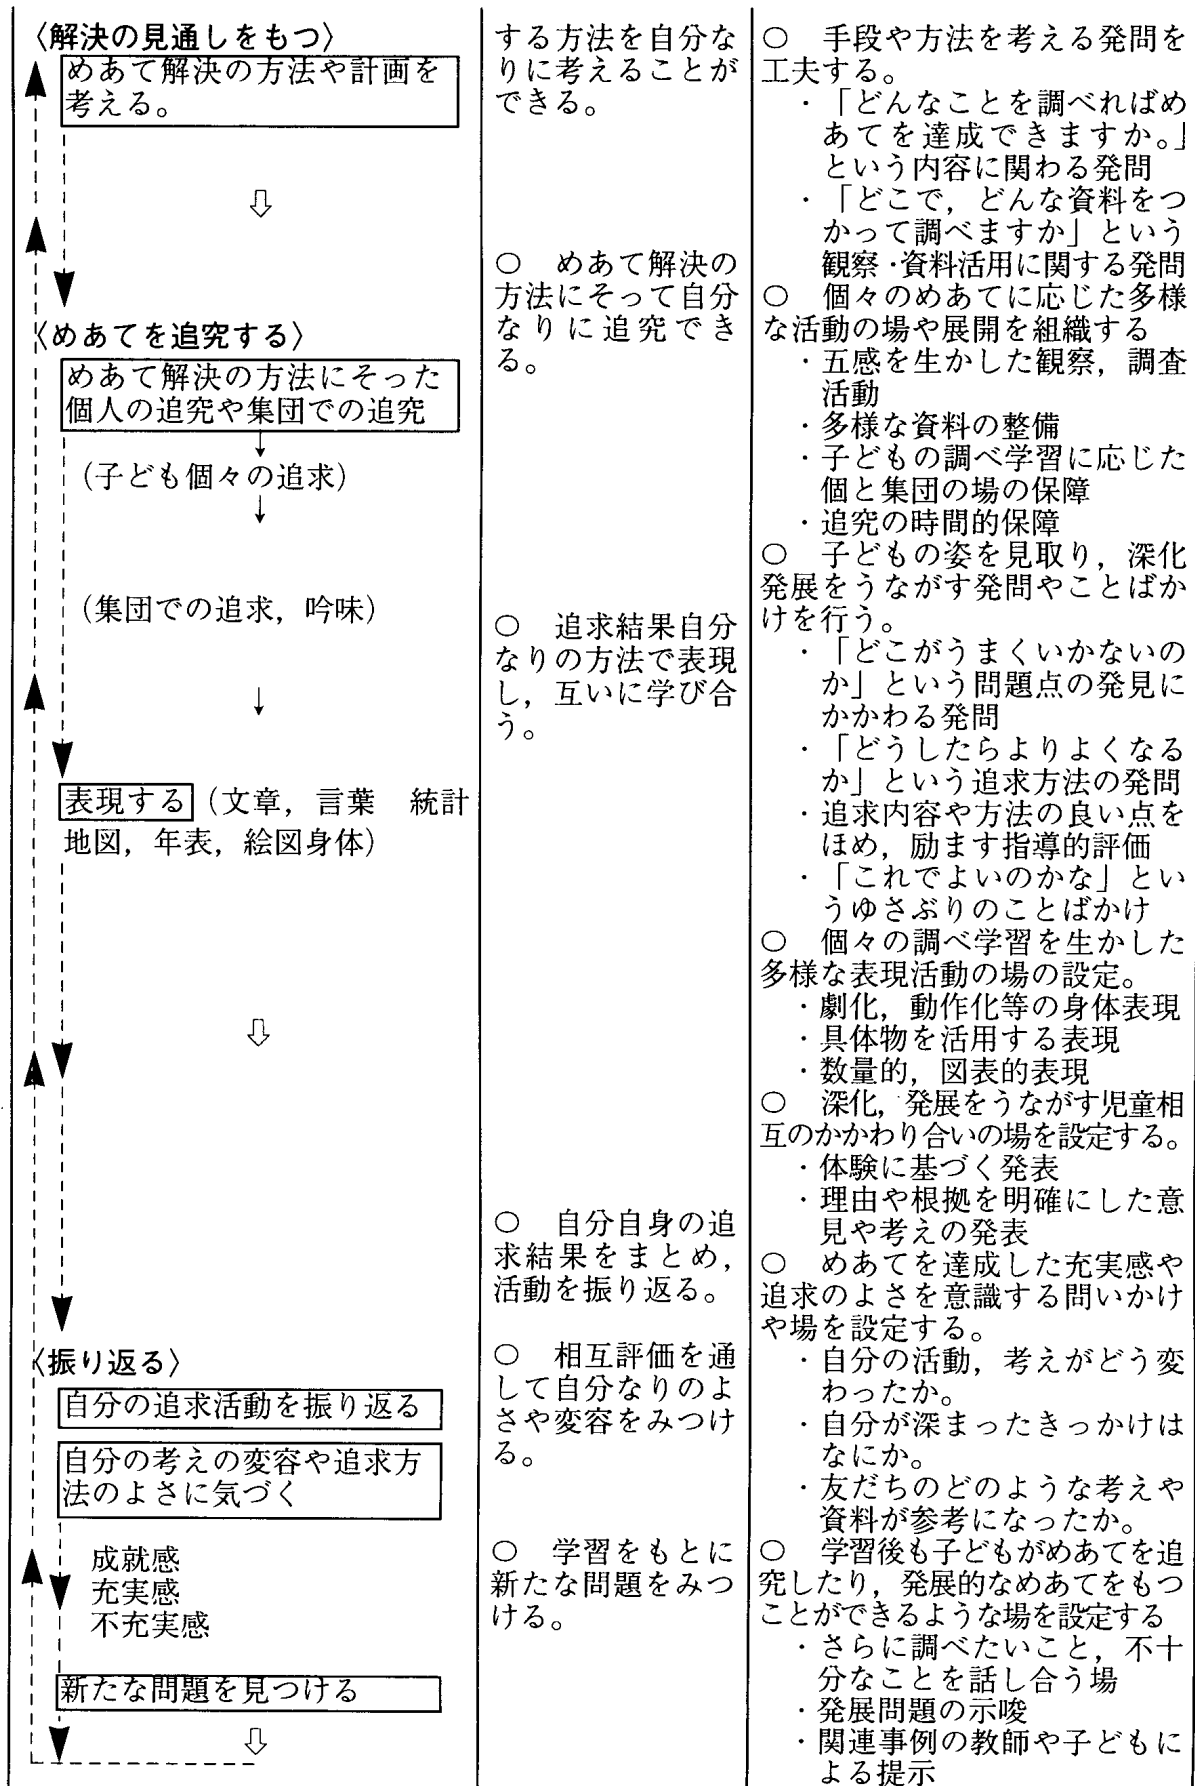 〈解決の見通しをもつ〉
めあて解決の方法や計画を
考える。
⇩
〈めあてを追究する〉
めあて解決の方法にそった
個人の追究や集団での追究
↓
(子ども個々の追求)
↓
(集団での追求，吟味)
↓
表現する (文章，言葉　統計
地図，年表，絵図身体)
⇩
〈振り返る〉
自分の追求活動を振り返る
自分の考えの変容や追求方
法のよさに気づく
成就感
充実感
不充実感
新たな問題を見つける
⇩
する方法を自分な
りに考えることが
できる。
○　めあて解決の
方法にそって自分
なりに追究でき
る。
○　追求結果自分
なりの方法で表現
し，互いに学び合
う。
○　自分自身の追
求結果をまとめ，
活動を振り返る。
○　相互評価を通
して自分なりのよ
さや変容をみつけ
る。
○　学習をもとに
新たな問題をみつ
ける。
○　手段や方法を考える発問を
工夫する。
・「どんなことを調べればめ
あてを達成できますか。」
という内容に関わる発問
・「どこで，どんな資料をつ
かって調べますか」という
観察・資料活用に関する発問
○　個々のめあてに応じた多様
な活動の場や展開を組織する
・五感を生かした観察，調査
活動
・多様な資料の整備
・子どもの調べ学習に応じた
個と集団の場の保障
・追究の時間的保障
○　子どもの姿を見取り，深化
発展をうながす発問やことばか
けを行う。
・「どこがうまくいかないの
か」という問題点の発見に
かかわる発問
・「どうしたらよりよくなる
か」という追求方法の発問
・追求内容や方法の良い点を
ほめ，励ます指導的評価
・「これでよいのかな」とい
うゆさぶりのことばかけ
○　個々の調べ学習を生かした
多様な表現活動の場の設定。
・劇化，動作化等の身体表現
・具体物を活用する表現
・数量的，図表的表現
○　深化，発展をうながす児童相
互のかかわり合いの場を設定する。
・体験に基づく発表
・理由や根拠を明確にした意
見や考えの発表
○　めあてを達成した充実感や
追求のよさを意識する問いかけ
や場を設定する。
・自分の活動，考えがどう変
わったか。
・自分が深まったきっかけは
なにか。
・友だちのどのような考えや
資料が参考になったか。
○　学習後も子どもがめあてを追
究したり，発展的なめあてをもつ
ことができるような場を設定する
・さらに調べたいこと，不十
分なことを話し合う場
・発展問題の示唆
・関連事例の教師や子どもに
よる提示